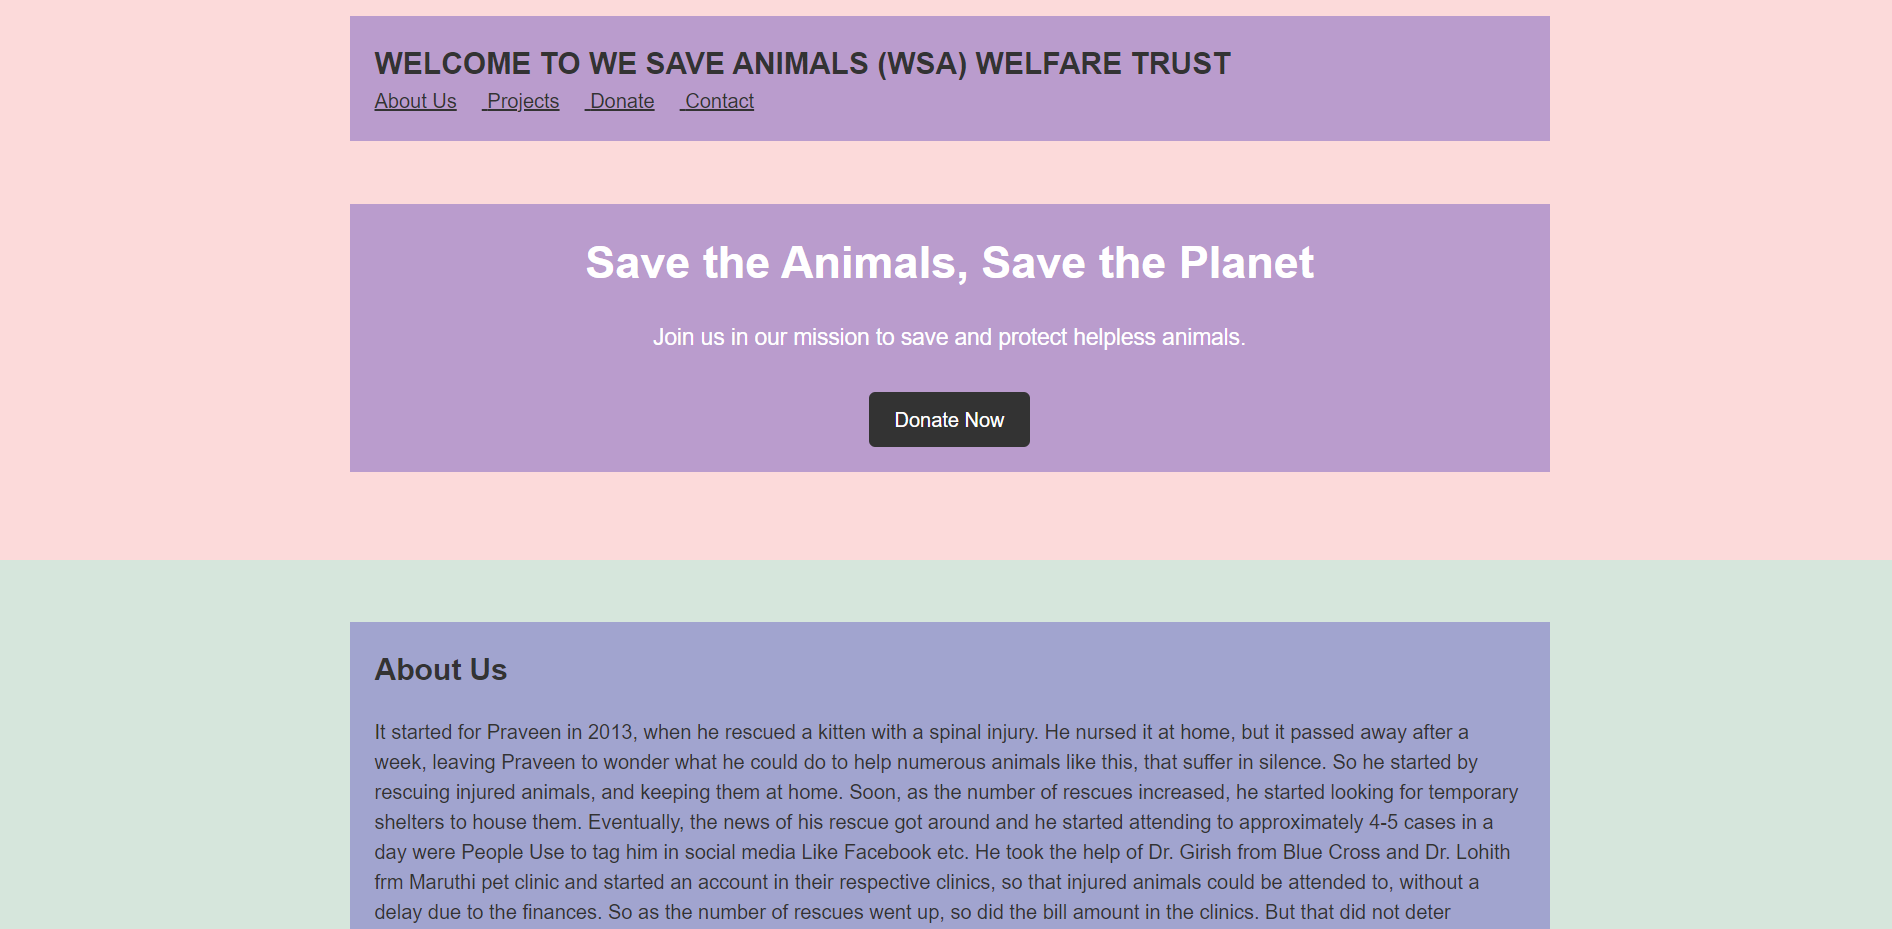 WELCOME TO WE SAVE ANIMALS (WSA) WELFARE TRUST
About Us Projects Donate Contact
Save the Animals, Save the Planet
Join us in our mission to save and protect helpless animals.
Donate Now
About Us
It started for Praveen in 2013, when he rescued a kitten with a spinal injury. He nursed it at home, but it passed away after a
week, leaving Praveen to wonder what he could do to help numerous animals like this, that suffer in silence. So he started by
rescuing injured animals, and keeping them at home. Soon, as the number of rescues increased, he started looking for temporary
shelters to house them. Eventually, the news of his rescue got around and he started attending to approximately 4-5 cases in a
day were People Use to tag him in social media Like Facebook etc. He took the help of Dr. Girish from Blue Cross and Dr. Lohith
frm Maruthi pet clinic and started an account in their respective clinics, so that injured animals could be attended to, without a
delay due to the finances. So as the number of rescues went up, so did the bill amount in the clinics. But that did not deter